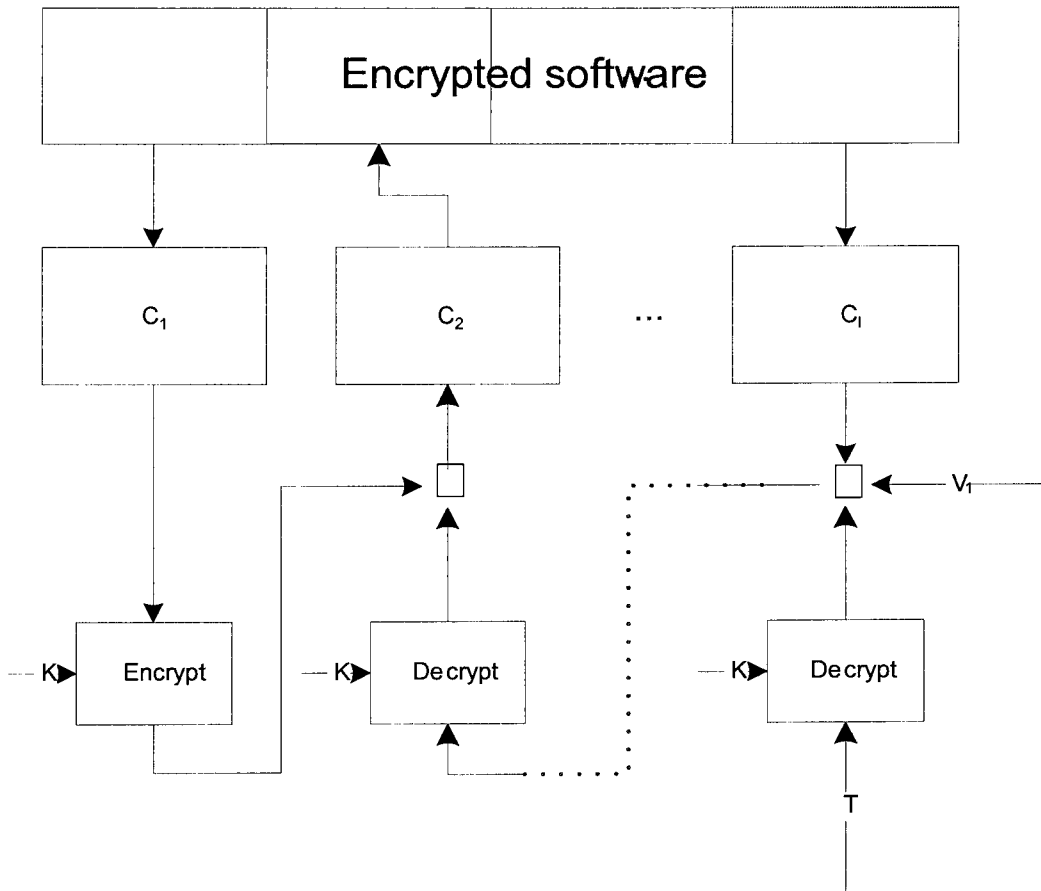 Encrypted software
C₁ C₂ ... Cₗ
V₁
K Encrypt K Decrypt K Decrypt
T